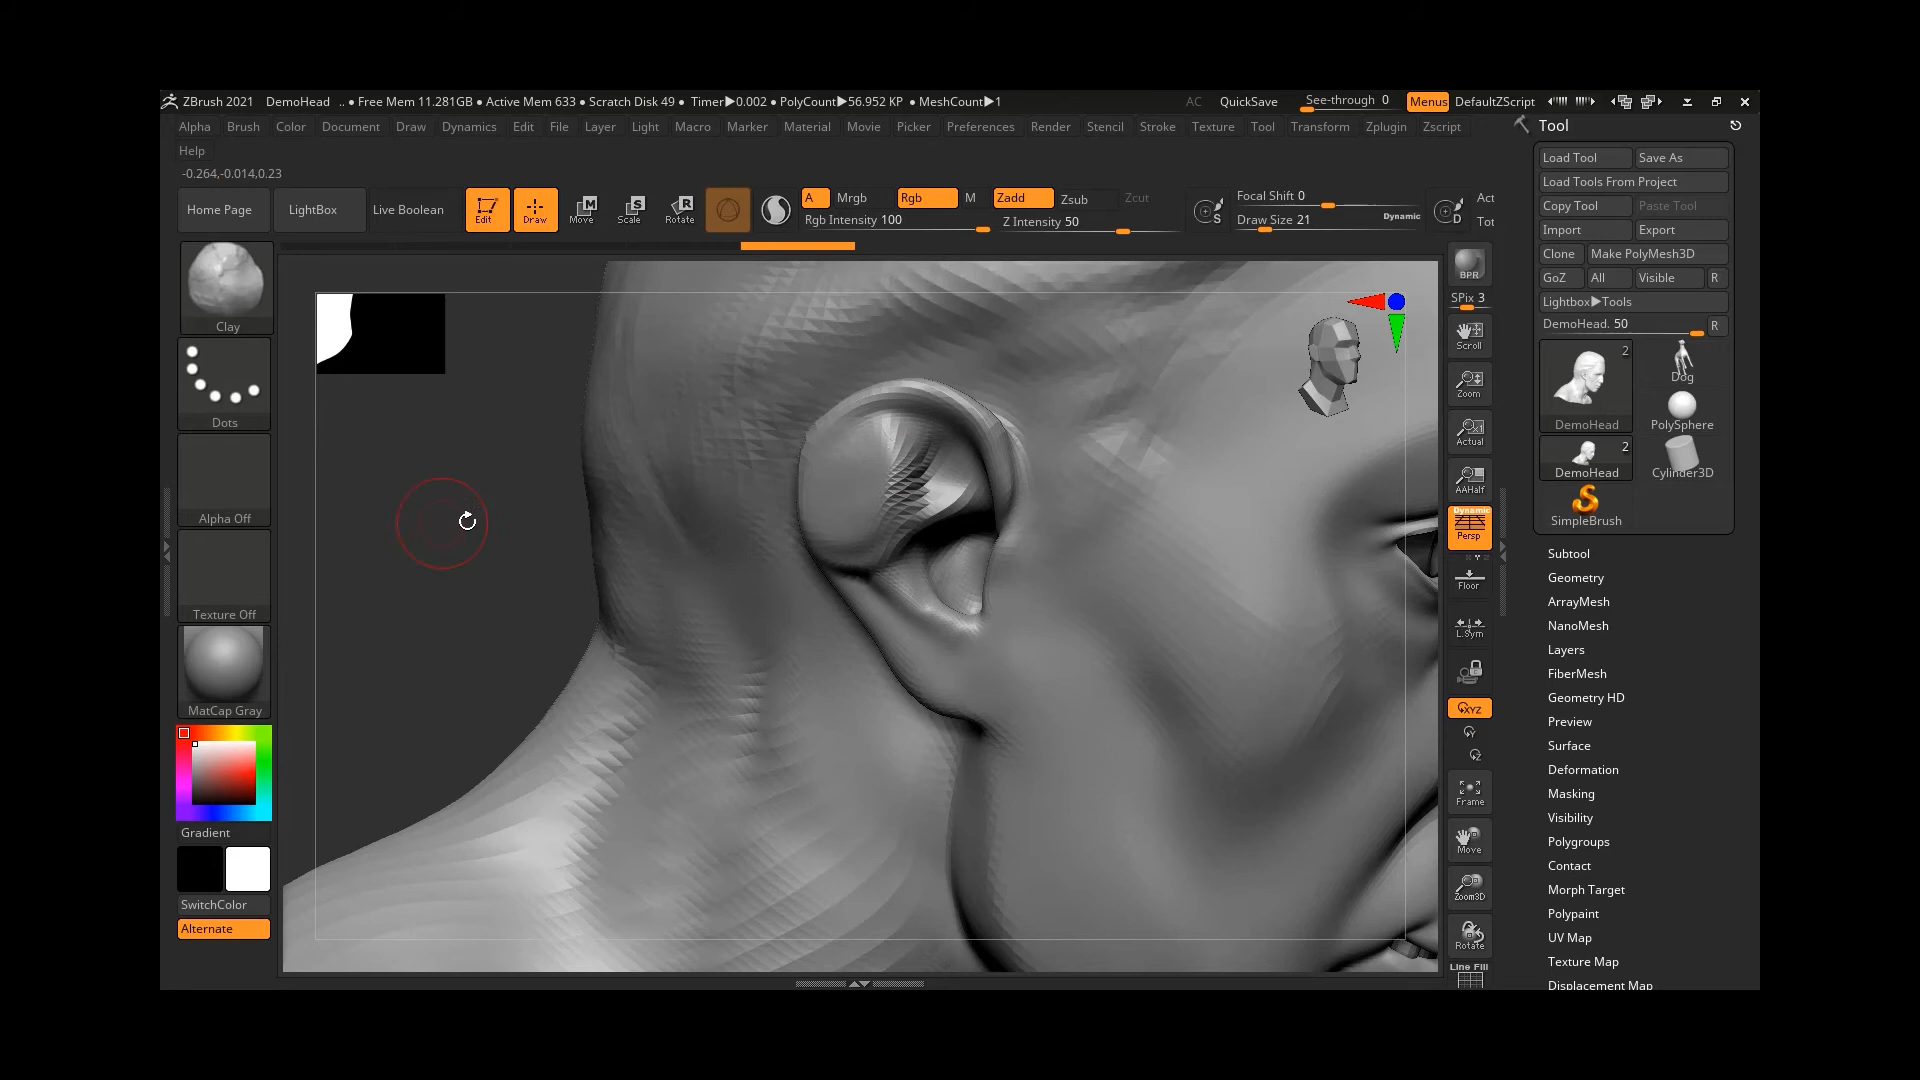 ZBrush 2021 DemoHead .. • Free Mem 11.281GB • Active Mem 633 • Scratch Disk 49 • Timer▶0.002 • PolyCount▶56.952 KP • MeshCount▶1 AC QuickSave See-through 0 Menus DefaultZScript
Alpha Brush Color Document Draw Dynamics Edit File Layer Light Macro Marker Material Movie Picker Preferences Render Stencil Stroke Texture Tool Transform Zplugin Zscript
Help
-0.264,-0.014,0.23
Home Page LightBox Live Boolean Edit Draw Move Scale Rotate
M S R
A Mrgb Rgb M Zadd Zsub Zcut
Rgb Intensity 100 Z Intensity 50
S Focal Shift 0
Draw Size 21 Dynamic
D Act
Tot
Clay
Dots
Alpha Off
Texture Off
MatCap Gray
Gradient
SwitchColor
Alternate
BPR
SPix 3
Scroll
Zoom
Actual
AAHalf
Dynamic
Persp
Floor
L.Sym
XYZ
Y
Z
Frame
Move
Zoom3D
Rotate
Line Fill
Tool
Load Tool Save As
Load Tools From Project
Copy Tool Paste Tool
Import Export
Clone Make PolyMesh3D
GoZ All Visible R
Lightbox▶Tools
DemoHead. 50 R
2
DemoHead
Dog
PolySphere
2
DemoHead
Cylinder3D
SimpleBrush
Subtool
Geometry
ArrayMesh
NanoMesh
Layers
FiberMesh
Geometry HD
Preview
Surface
Deformation
Masking
Visibility
Polygroups
Contact
Morph Target
Polypaint
UV Map
Texture Map
Displacement Map